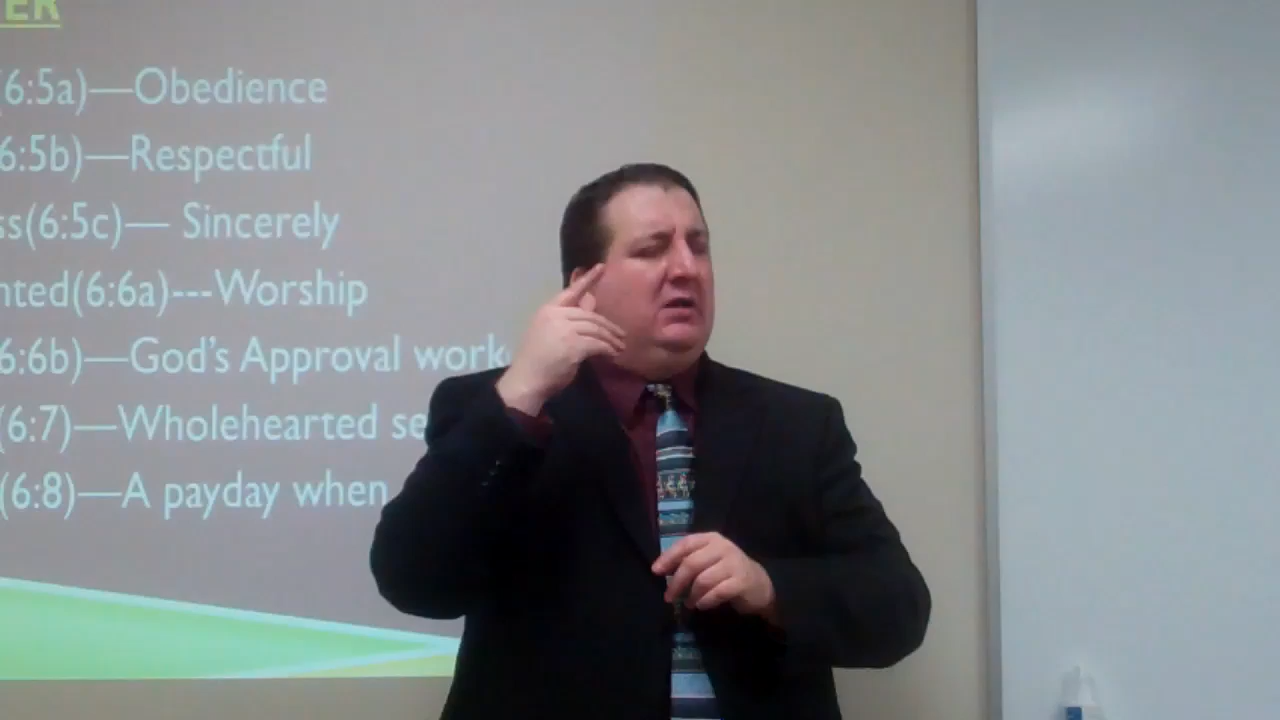 ER
(6:5a)—Obedience
6:5b)—Respectful
ss(6:5c)— Sincerely
nted(6:6a)---Worship
6:6b)—God's Approval work
(6:7)—Wholehearted se
(6:8)—A payday when